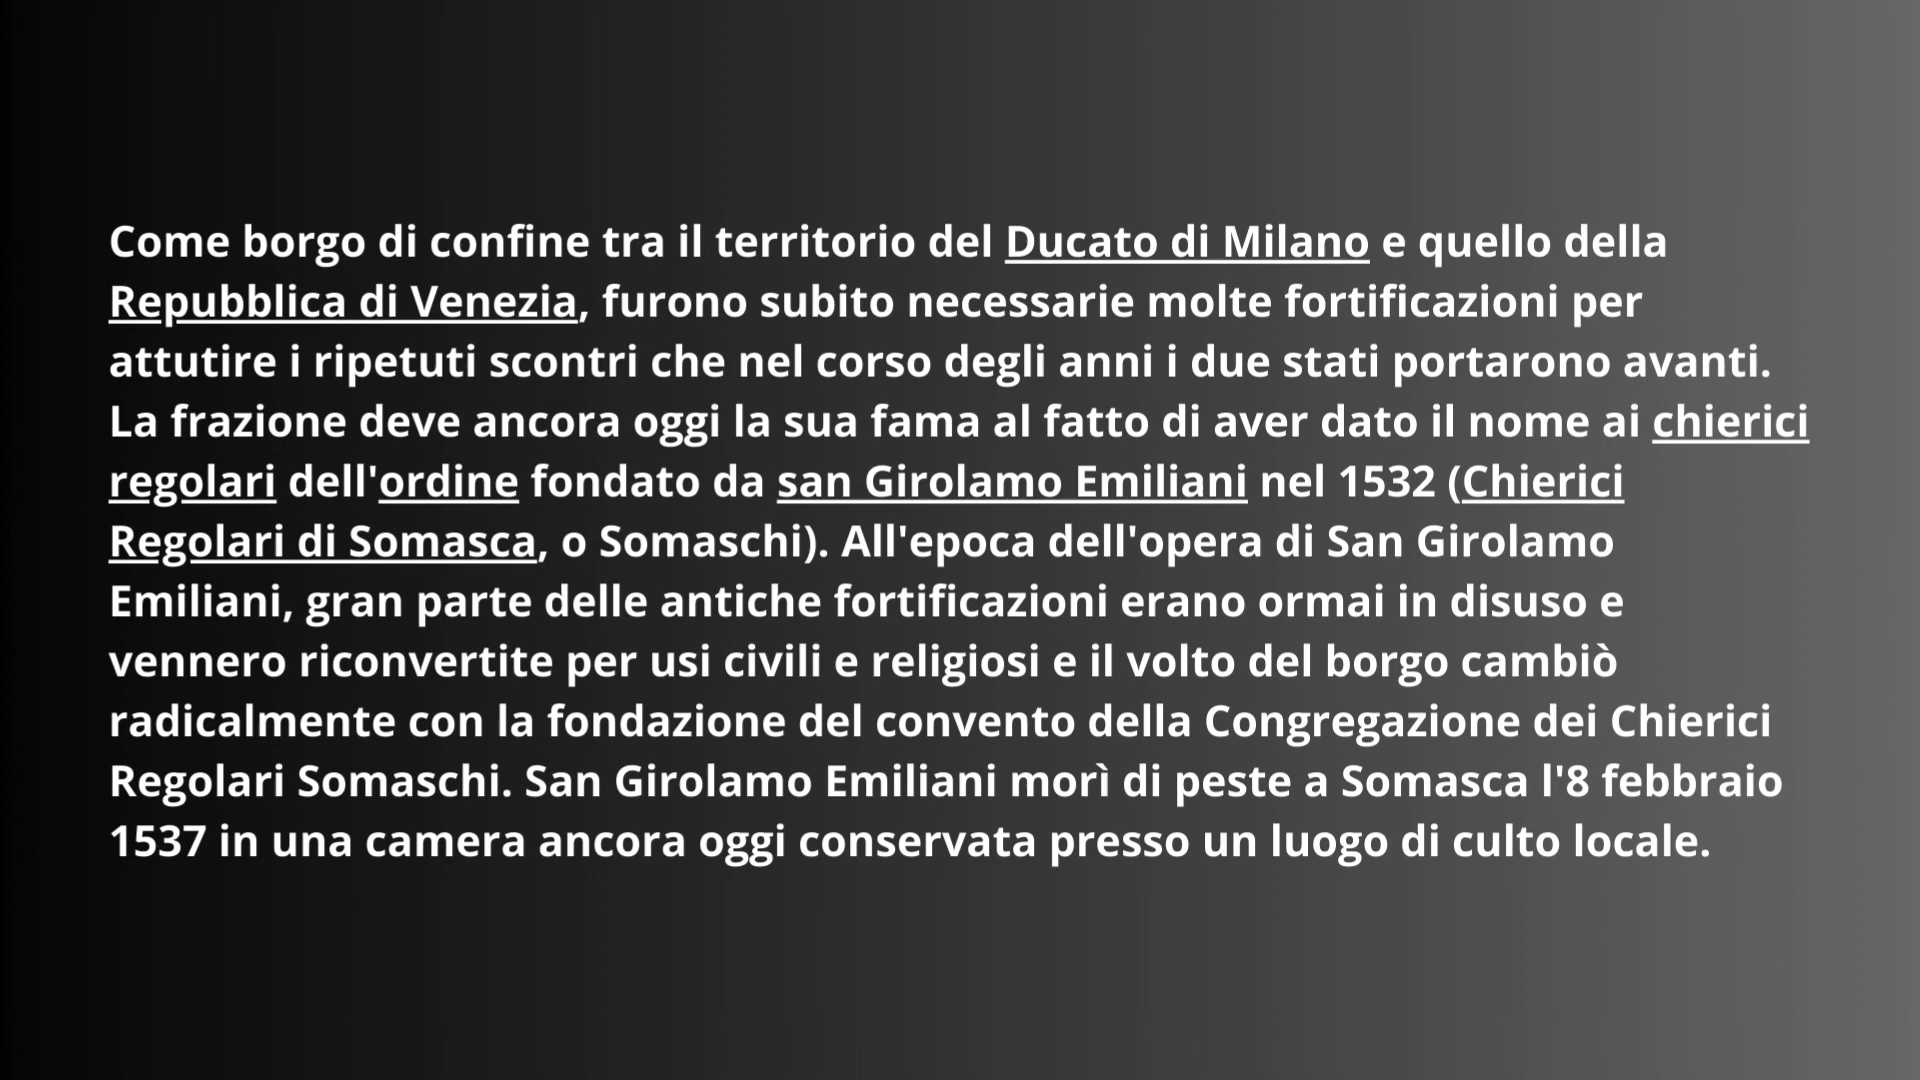 Come borgo di confine tra il territorio del Ducato di Milano e quello della
Repubblica di Venezia, furono subito necessarie molte fortificazioni per
attutire i ripetuti scontri che nel corso degli anni i due stati portarono avanti.
La frazione deve ancora oggi la sua fama al fatto di aver dato il nome ai chierici
regolari dell'ordine fondato da san Girolamo Emiliani nel 1532 (Chierici
Regolari di Somasca, o Somaschi). All'epoca dell'opera di San Girolamo
Emiliani, gran parte delle antiche fortificazioni erano ormai in disuso e
vennero riconvertite per usi civili e religiosi e il volto del borgo cambiò
radicalmente con la fondazione del convento della Congregazione dei Chierici
Regolari Somaschi. San Girolamo Emiliani morì di peste a Somasca l'8 febbraio
1537 in una camera ancora oggi conservata presso un luogo di culto locale.